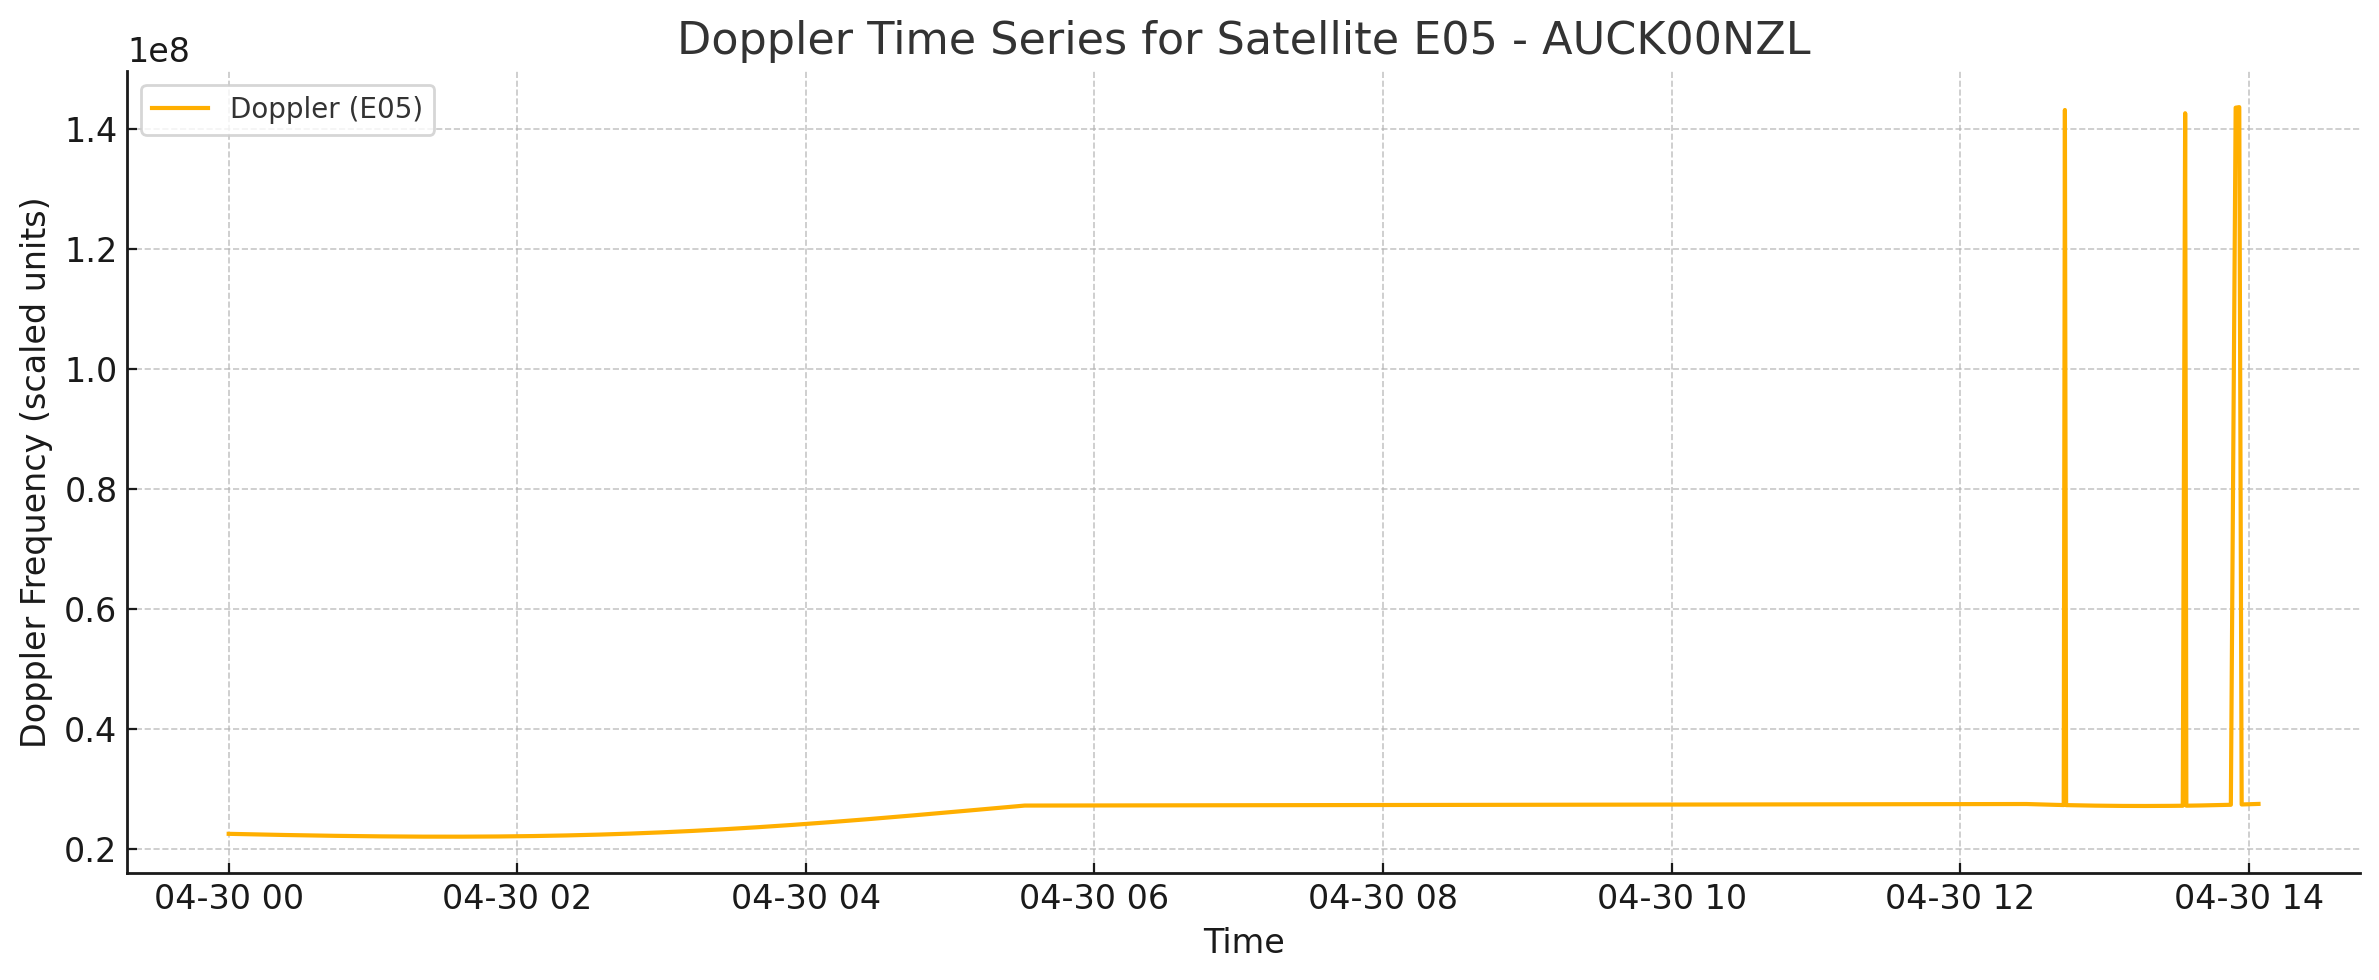 Doppler Time Series for Satellite E05 - AUCK00NZL
1e8
Doppler (E05)
1.4
1.2
1.0
0.8
0.6
0.4
0.2
Doppler Frequency (scaled units)
04-30 00 04-30 02 04-30 04 04-30 06 04-30 08 04-30 10 04-30 12 04-30 14
Time